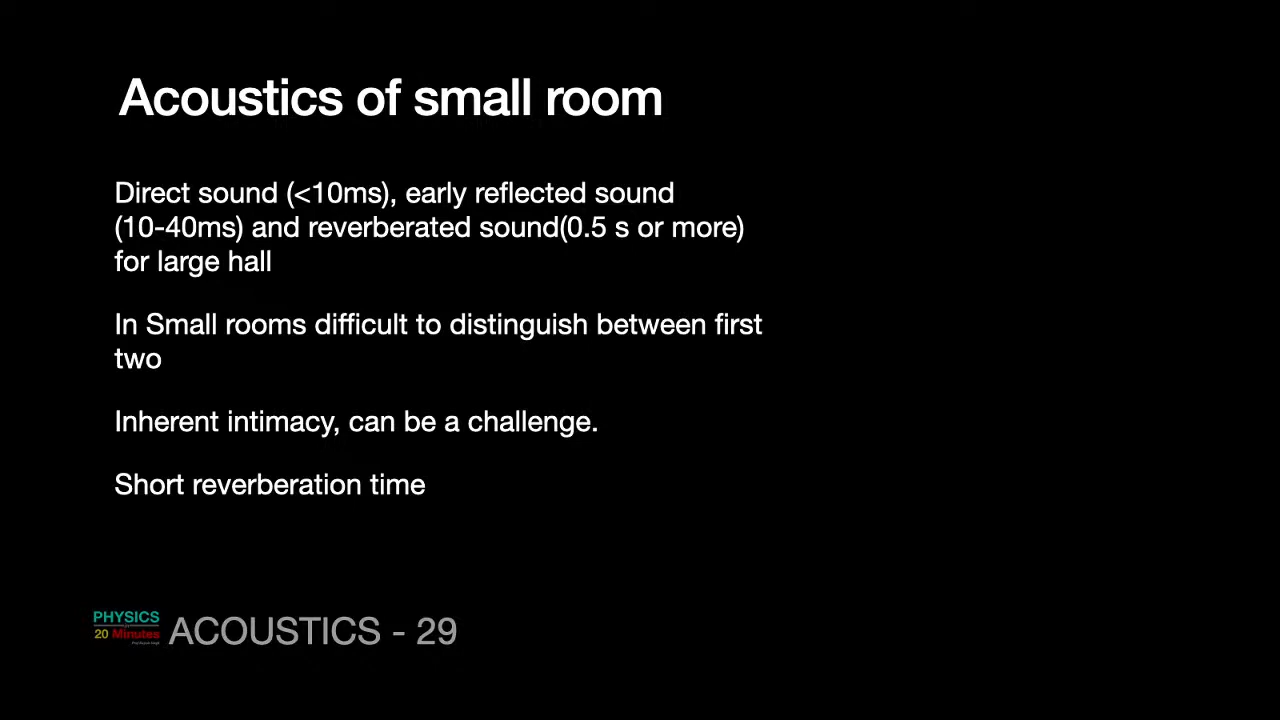 Acoustics of small room
Direct sound (<10ms), early reflected sound
(10-40ms) and reverberated sound(0.5 s or more)
for large hall
In Small rooms difficult to distinguish between first
two
Inherent intimacy, can be a challenge.
Short reverberation time
PHYSICS
20 Minutes
ACOUSTICS - 29